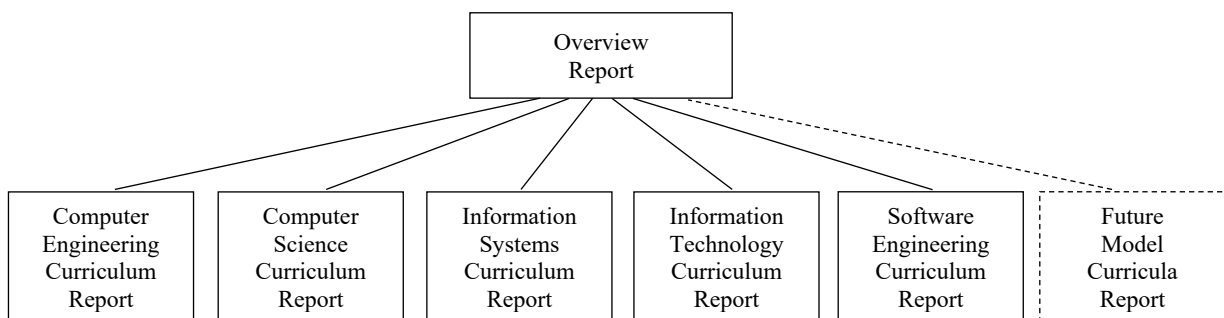 Overview
Report
Computer
Engineering
Curriculum
Report
Computer
Science
Curriculum
Report
Information
Systems
Curriculum
Report
Information
Technology
Curriculum
Report
Software
Engineering
Curriculum
Report
Future
Model
Curricula
Report